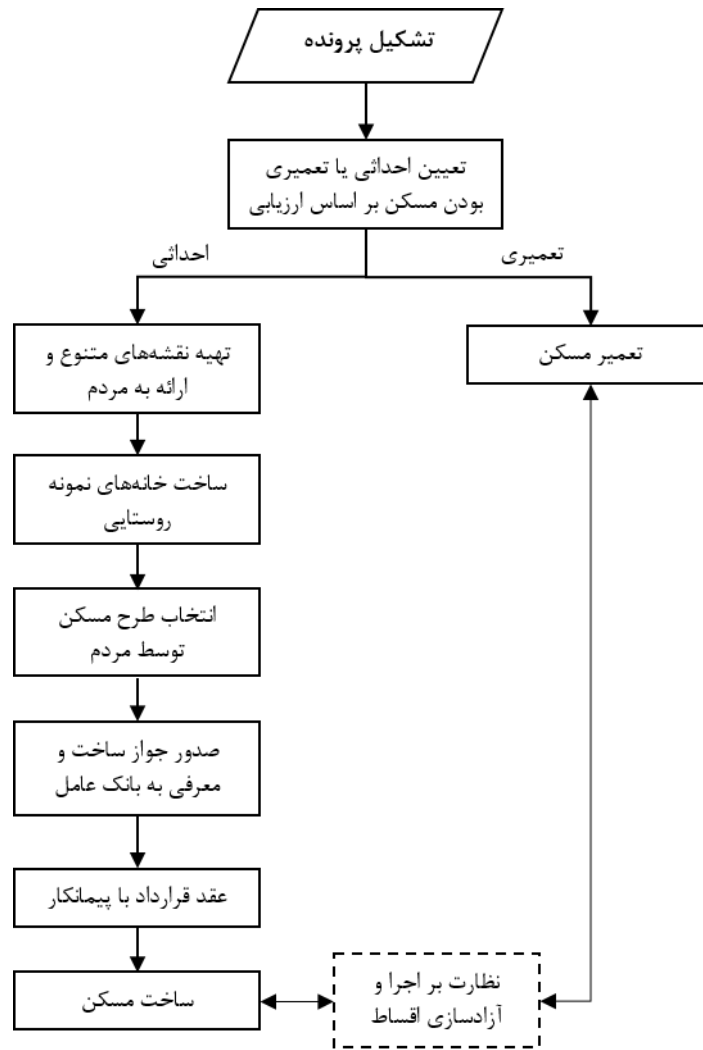 تشکیل پرونده
تعیین احداثی یا تعمیری
بودن مسکن بر اساس ارزیابی
تعمیری
احداثی
تعمیر مسکن
تهیه نقشه‌های متنوع و
ارائه به مردم
ساخت خانه‌های نمونه
روستایی
انتخاب طرح مسکن
توسط مردم
صدور جواز ساخت و
معرفی به بانک عامل
عقد قرارداد با پیمانکار
ساخت مسکن
نظارت بر اجرا و
آزادسازی اقساط